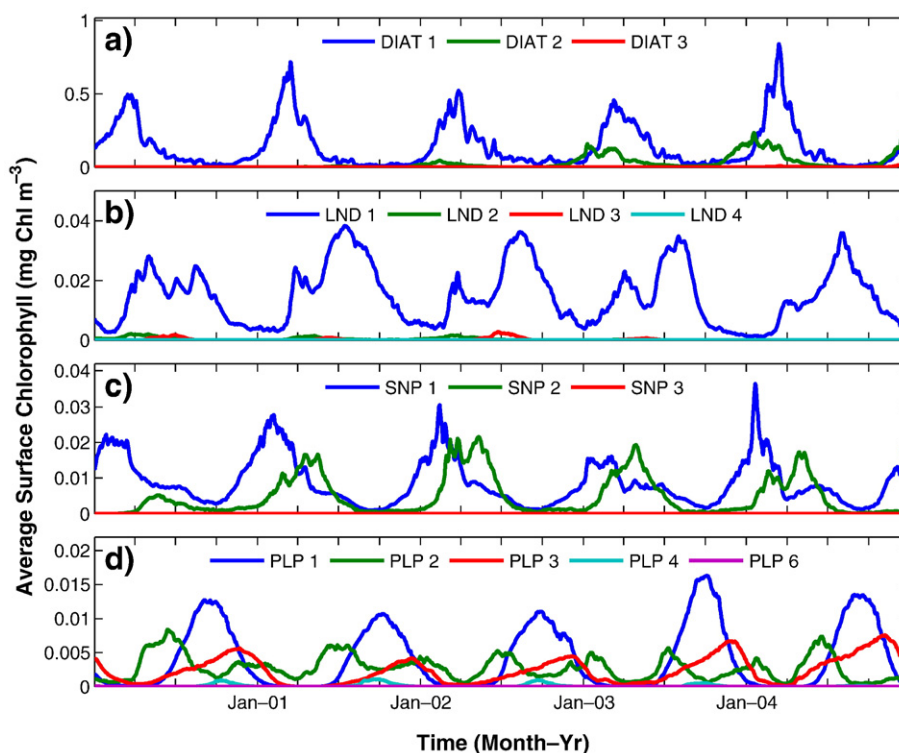 a)
DIAT 1 DIAT 2 DIAT 3
1
0.5
0
b)
LND 1 LND 2 LND 3 LND 4
0.04
0.02
0
c)
SNP 1 SNP 2 SNP 3
0.04
0.03
0.02
0.01
0
d)
PLP 1 PLP 2 PLP 3 PLP 4 PLP 6
0.02
0.015
0.01
0.005
0
Jan–01 Jan–02 Jan–03 Jan–04
Time (Month–Yr)
Average Surface Chlorophyll (mg Chl m⁻³)